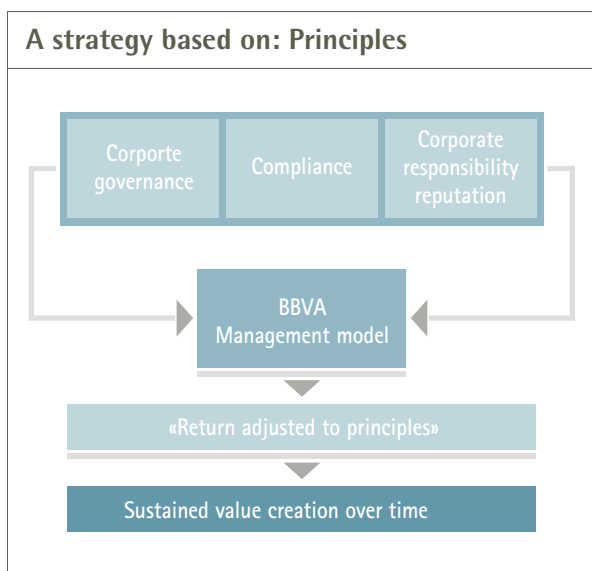 A strategy based on: Principles
Corporte
governance
Compliance
Corporate
responsibility
reputation
BBVA
Management model
«Return adjusted to principles»
Sustained value creation over time